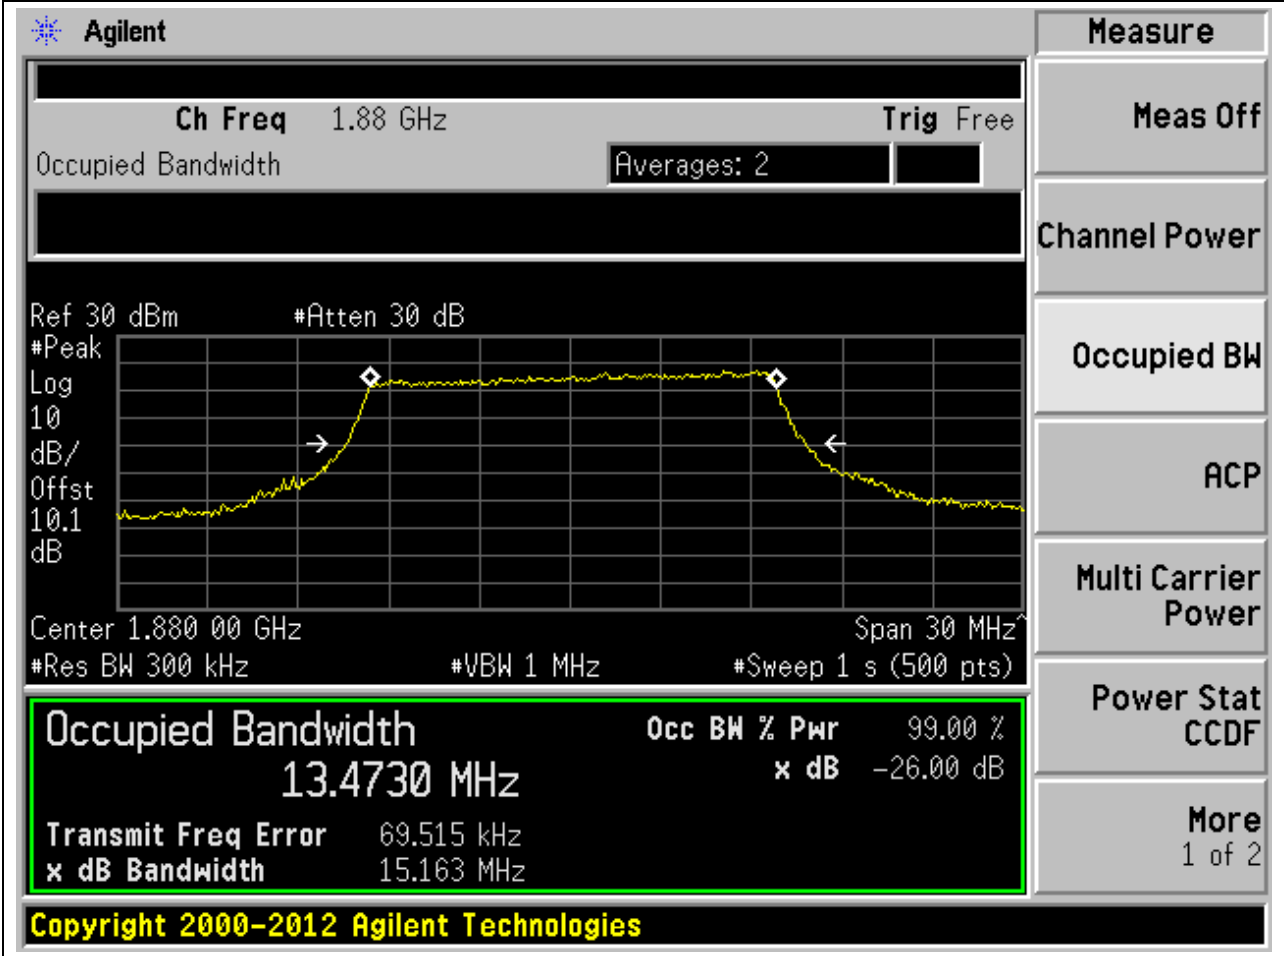 Agilent
Measure
Ch Freq 1.88 GHz
Trig Free
Occupied Bandwidth
Averages: 2
Meas Off
Channel Power
Occupied BW
ACP
Multi Carrier
Power
Power Stat
CCDF
More
1 of 2
Ref 30 dBm
#Atten 30 dB
#Peak
Log
10
dB/
Offst
10.1
dB
Center 1.880 00 GHz
Span 30 MHz^
#Res BW 300 kHz
#VBW 1 MHz
#Sweep 1 s (500 pts)
Occupied Bandwidth
13.4730 MHz
Occ BW % Pwr 99.00 %
x dB -26.00 dB
Transmit Freq Error 69.515 kHz
x dB Bandwidth 15.163 MHz
Copyright 2000-2012 Agilent Technologies